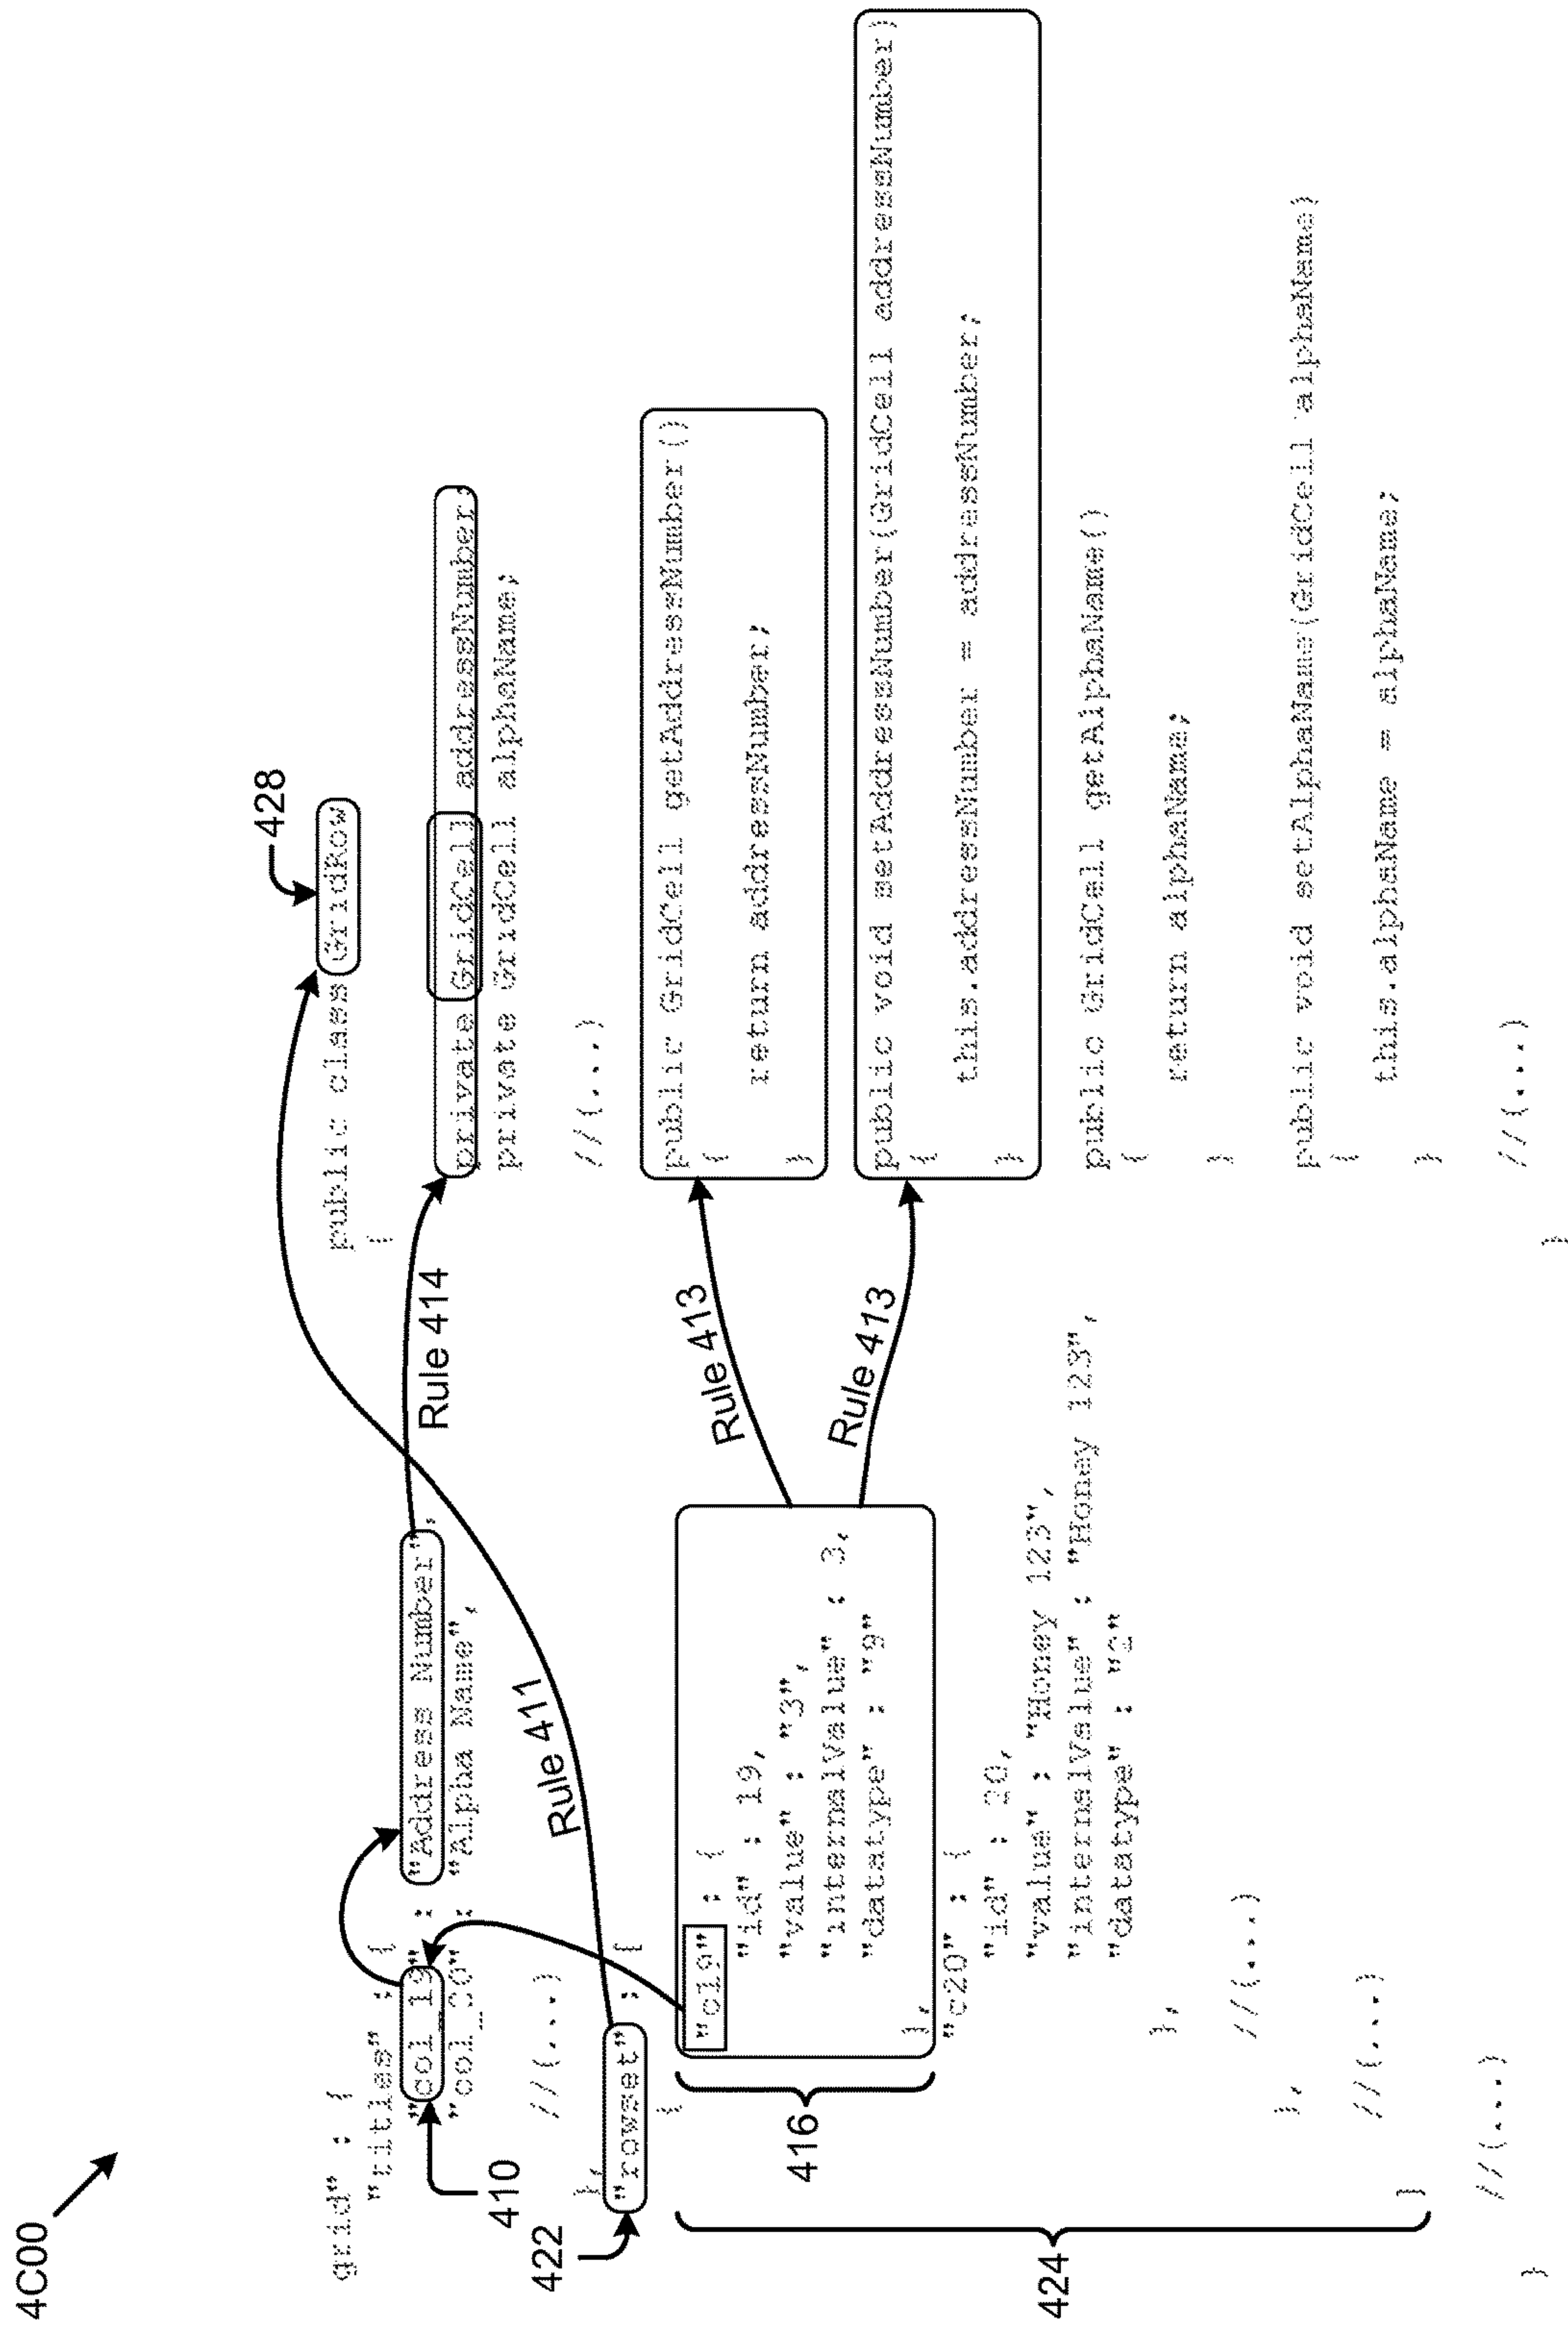 4C00
grid" : {
"titles" : {
"col_19" : "Address Number",
"col_20" : "Alpha Name",
//(...)
},
"rowset" : [
{
"c19" : {
"id" : 19,
"value" : "3",
"internalValue" : 3,
"datatype" : "9"
},
"c20" : {
"id" : 20,
"value" : "Honey 123",
"internalValue" : "Honey 123",
"datatype" : "2"
},
//(...)
},
//(...)
]
//(...)
}
410
422
416
424
Rule 411
Rule 414
Rule 413
Rule 413
428
public class GridRow
{
private GridCell addressNumber;
private GridCell alphaName;
//(...)
public GridCell getAddressNumber()
{
return addressNumber;
}
public void setAddressNumber(GridCell addressNumber)
{
this.addressNumber = addressNumber;
}
public GridCell getAlphaName()
{
return alphaName;
}
public void setAlphaName(GridCell alphaName)
{
this.alphaName = alphaName;
}
//(...)
}